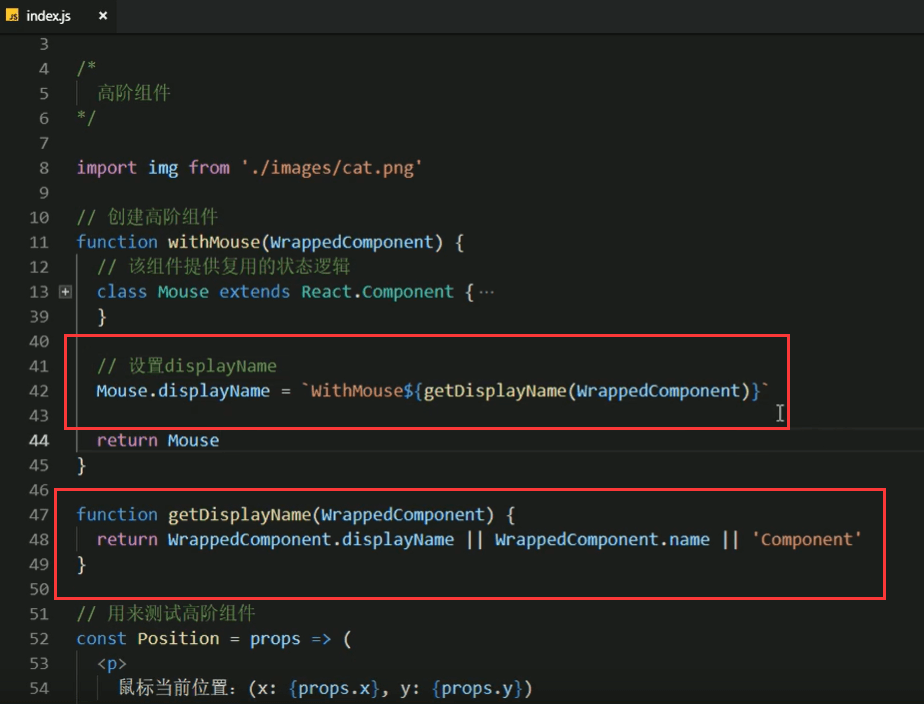 JS index.js ×
3
4 /*
5 高阶组件
6 */
7
8 import img from './images/cat.png'
9
10 // 创建高阶组件
11 function withMouse(WrappedComponent) {
12 // 该组件提供复用的状态逻辑
13 + class Mouse extends React.Component { ···
39 }
40
41 // 设置displayName
42 Mouse.displayName = `WithMouse${getDisplayName(WrappedComponent)}`
43
44 return Mouse
45 }
46
47 function getDisplayName(WrappedComponent) {
48 return WrappedComponent.displayName || WrappedComponent.name || 'Component'
49 }
50
51 // 用来测试高阶组件
52 const Position = props => (
53 <p>
54 鼠标当前位置：(x: {props.x}, y: {props.y})